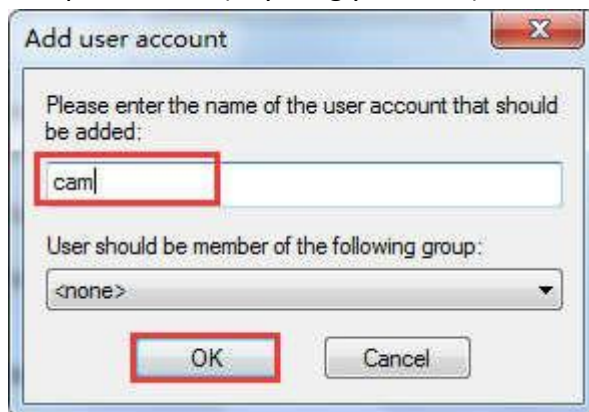 Add user account
Please enter the name of the user account that should
be added:
cam
User should be member of the following group:
<none>
OK
Cancel